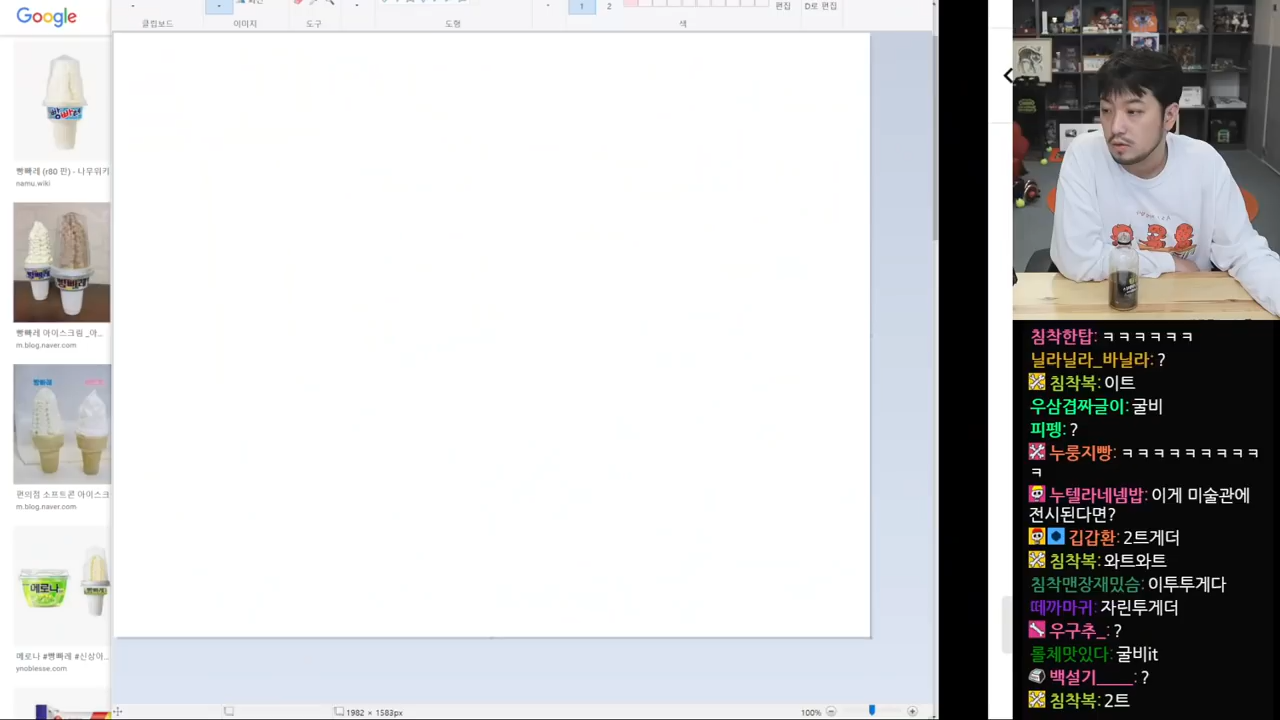 Google
빵빠레 (r80 판) - 나무위키
namu.wiki
빵빠레 아이스크림 _아...
m.blog.naver.com
편의점 소프트콘 아이스크
m.blog.naver.com
메로나
메로나 #빵빠레 #신상아...
ynoblesse.com
클립보드
이미지
도구
도형
1
2
색
편집
D로 편집
1982 × 1583px
100%
침착한탑: ㅋㅋㅋㅋㅋㅋ
닐라닐라_바닐라: ?
침착복: 이트
우삼겹짜글이: 굴비
피펭: ?
누룽지빵: ㅋㅋㅋㅋㅋㅋㅋㅋㅋ
ㅋ
누텔라네넴밥: 이게 미술관에
전시된다면?
김갑환: 2트게더
침착복: 와트와트
침착맨장재밌슴: 이투투게다
떼까마귀: 자린투게더
우구추_: ?
롤체맛있다: 굴비it
백설기____: ?
침착복: 2트